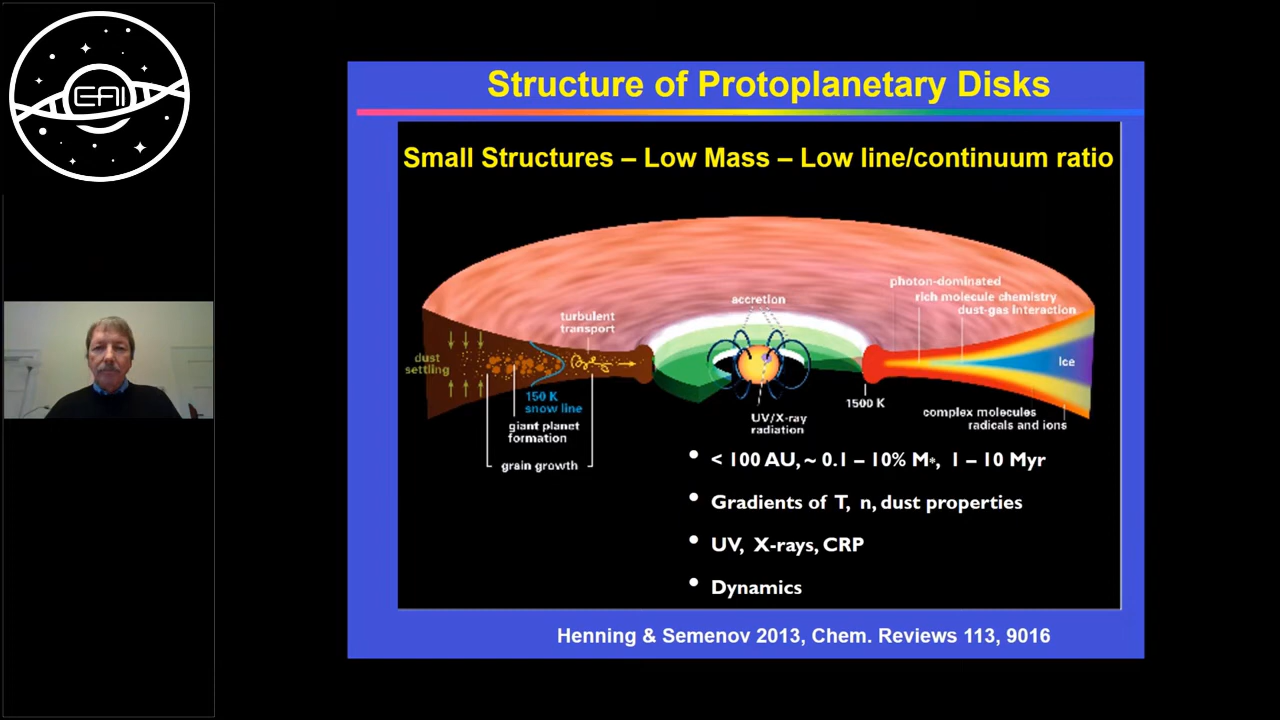 EAI
Structure of Protoplanetary Disks
Small Structures – Low Mass – Low line/continuum ratio
photon-dominated
rich molecule chemistry
dust-gas interaction
accretion
turbulent
transport
dust
settling
Ice
150 K
snow line
1500 K
giant planet
formation
UV/X-ray
radiation
complex molecules
radicals and ions
grain growth
• < 100 AU, ~ 0.1 – 10% M*, 1 – 10 Myr
• Gradients of T, n, dust properties
• UV, X-rays, CRP
• Dynamics
Henning & Semenov 2013, Chem. Reviews 113, 9016